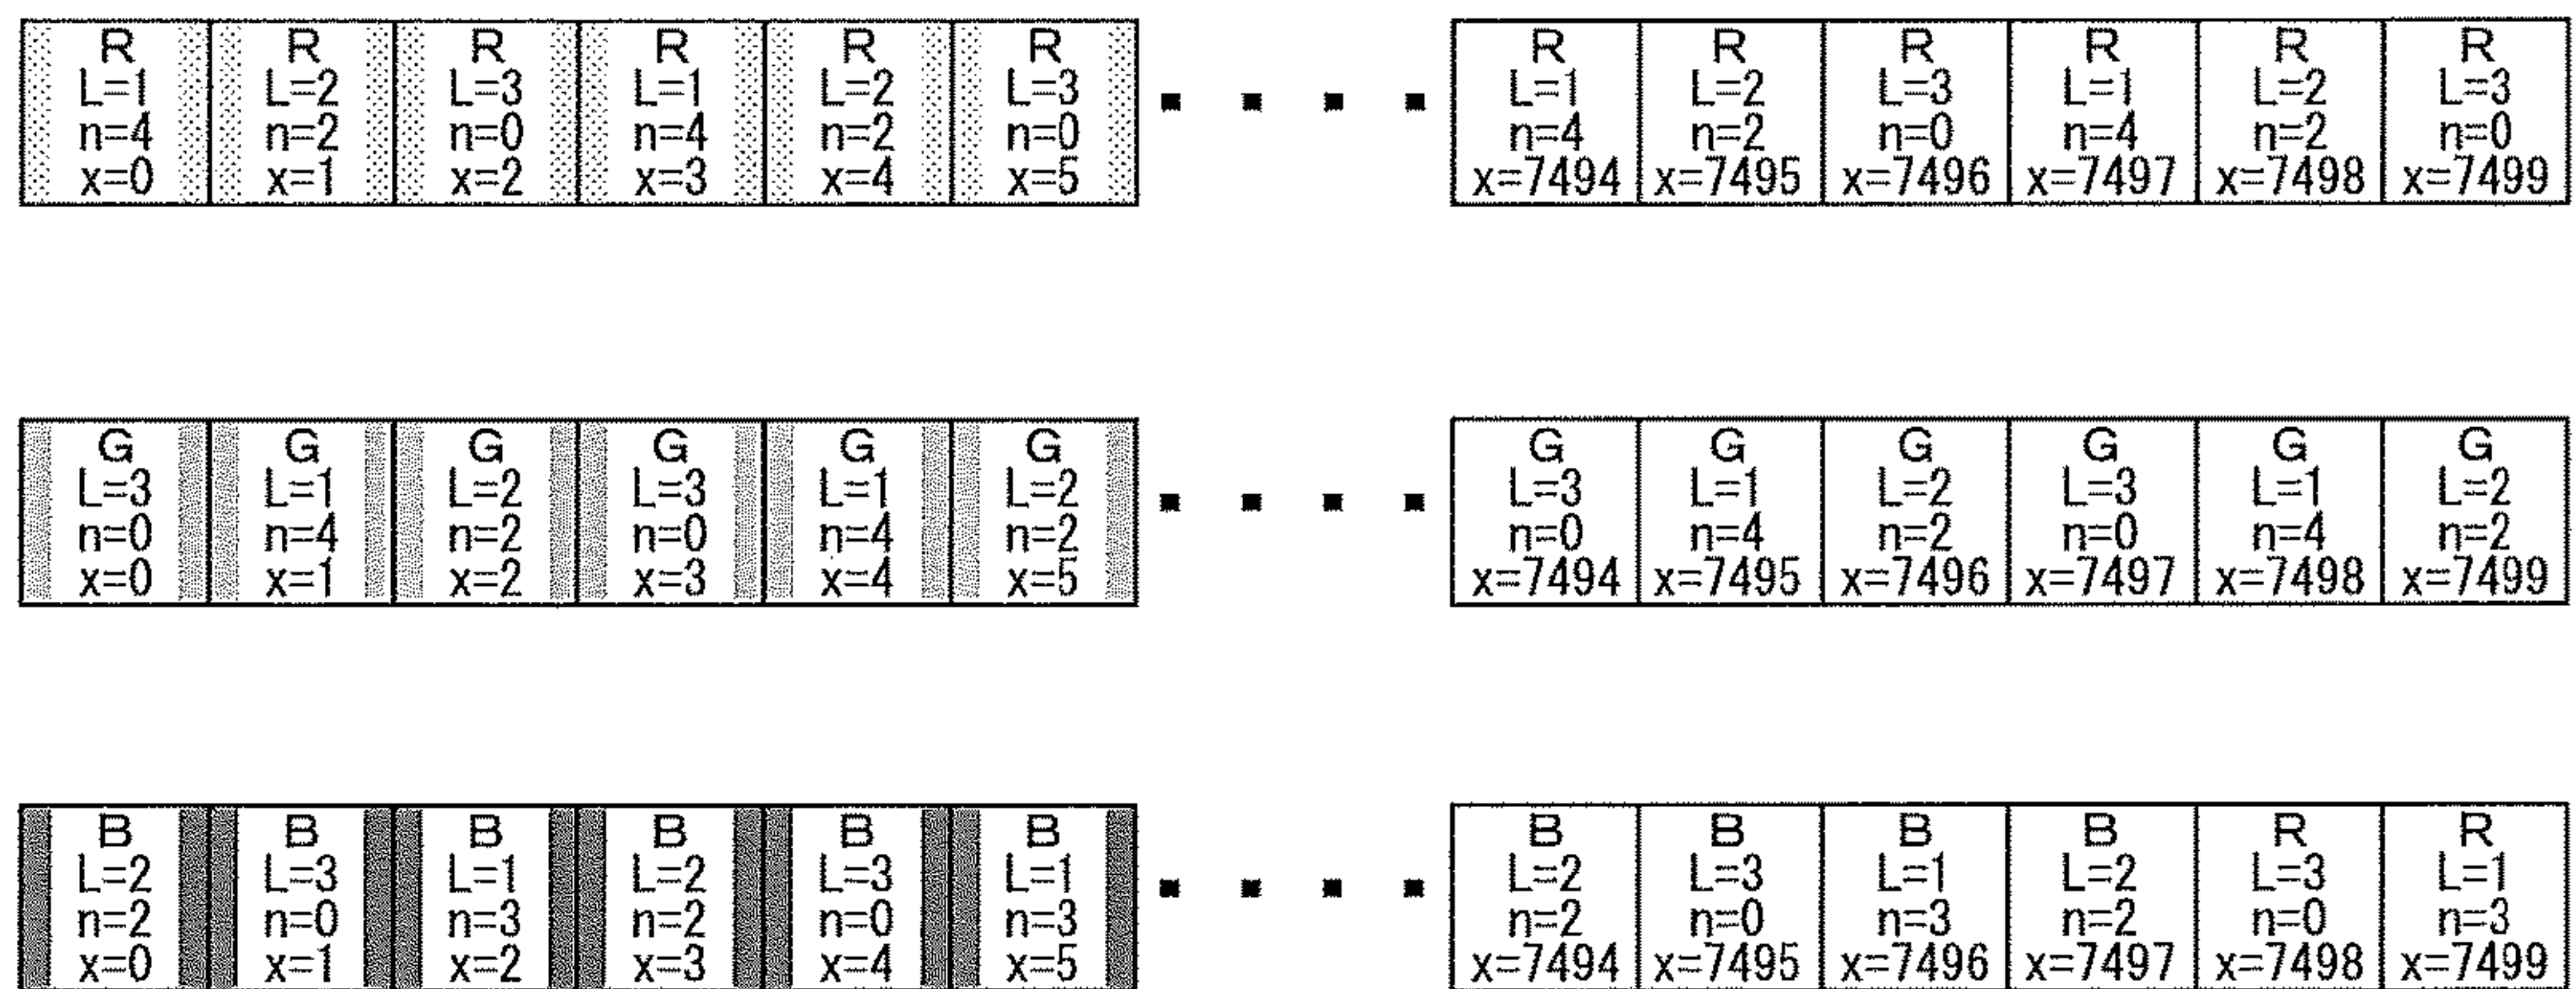 R R R R R R R R R R R R
L=1 L=2 L=3 L=1 L=2 L=3 L=1 L=2 L=3 L=1 L=2 L=3
n=4 n=2 n=0 n=4 n=2 n=0 n=4 n=2 n=0 n=4 n=2 n=0
x=0 x=1 x=2 x=3 x=4 x=5 x=7494 x=7495 x=7496 x=7497 x=7498 x=7499
G G G G G G G G G G G G
L=3 L=1 L=2 L=3 L=1 L=2 L=3 L=1 L=2 L=3 L=1 L=2
n=0 n=4 n=2 n=0 n=4 n=2 n=0 n=4 n=2 n=0 n=4 n=2
x=0 x=1 x=2 x=3 x=4 x=5 x=7494 x=7495 x=7496 x=7497 x=7498 x=7499
B B B B B B B B B B R R
L=2 L=3 L=1 L=2 L=3 L=1 L=2 L=3 L=1 L=2 L=3 L=1
n=2 n=0 n=3 n=2 n=0 n=3 n=2 n=0 n=3 n=2 n=0 n=3
x=0 x=1 x=2 x=3 x=4 x=5 x=7494 x=7495 x=7496 x=7497 x=7498 x=7499